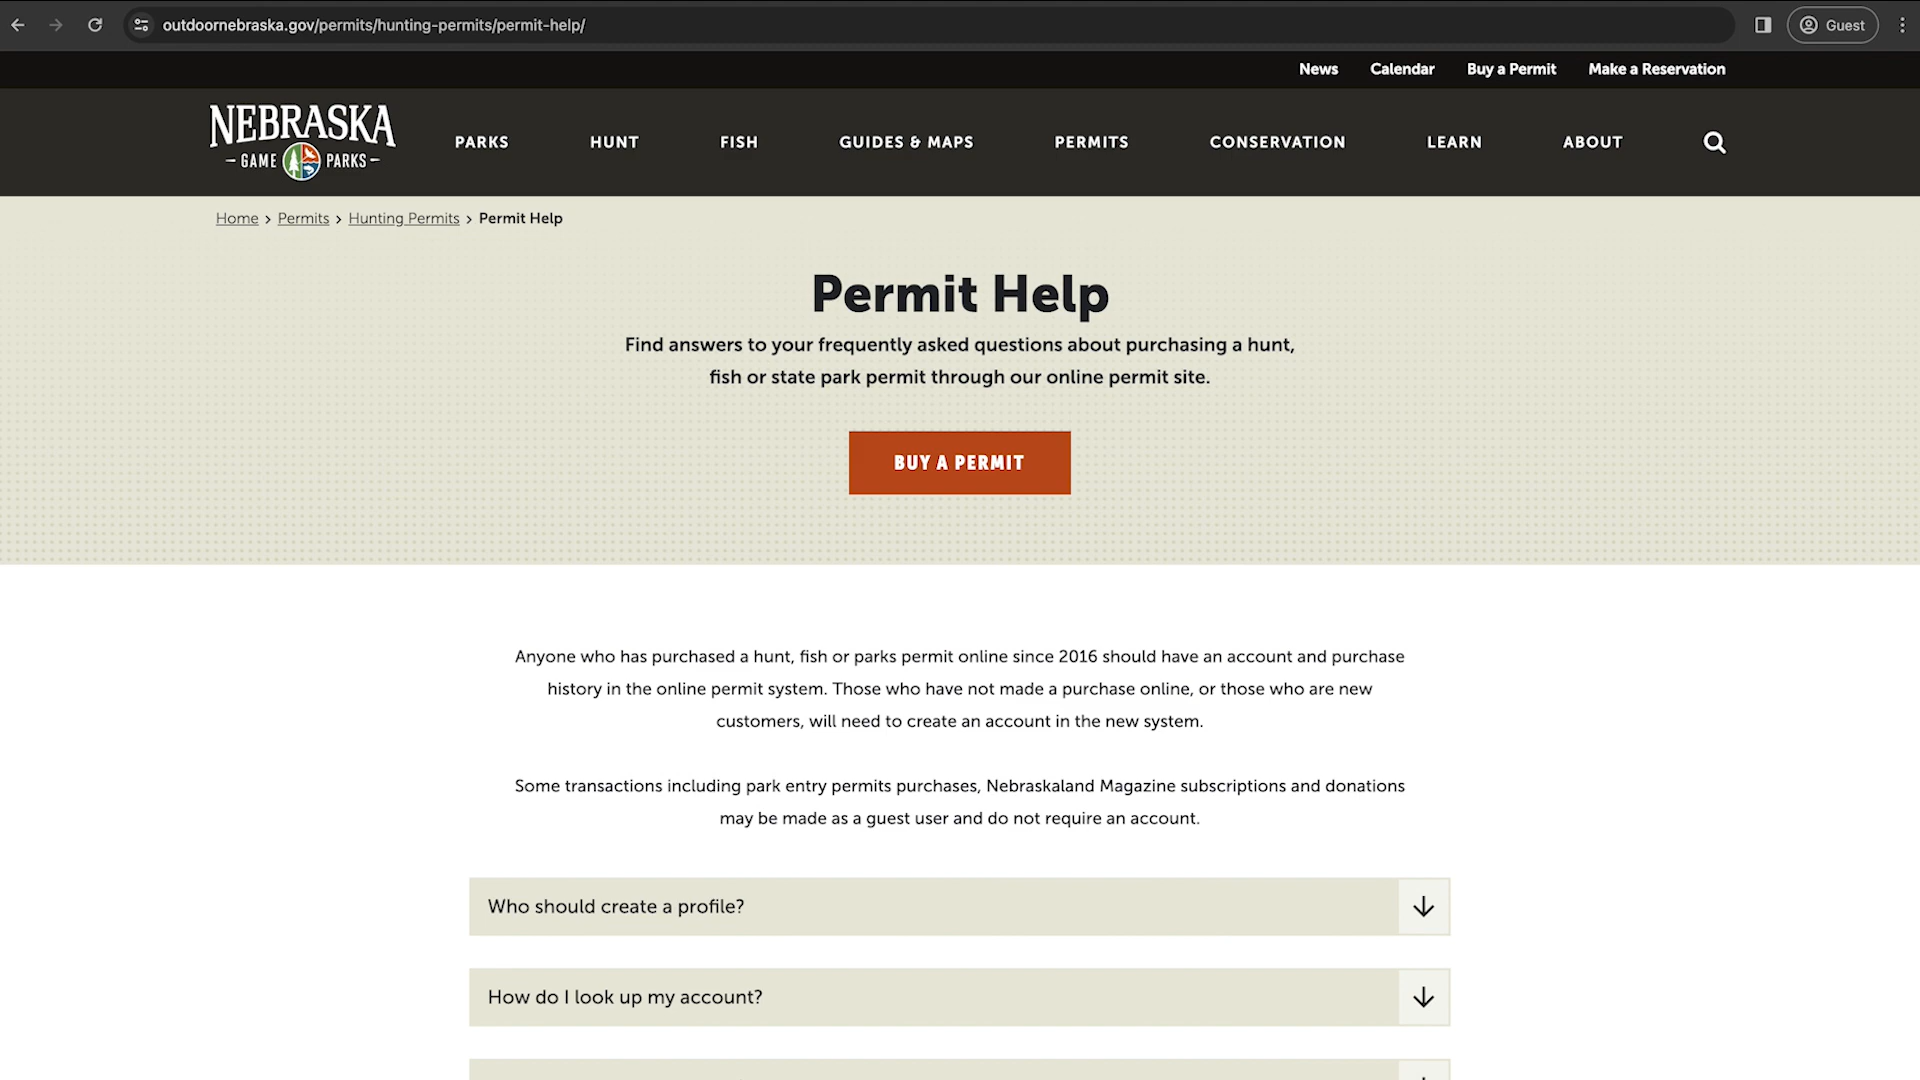 outdoornebraska.gov/permits/hunting-permits/permit-help/
Guest
News Calendar Buy a Permit Make a Reservation
NEBRASKA
GAME PARKS
PARKS HUNT FISH GUIDES & MAPS PERMITS CONSERVATION LEARN ABOUT
Home > Permits > Hunting Permits > Permit Help
Permit Help
Find answers to your frequently asked questions about purchasing a hunt,
fish or state park permit through our online permit site.
BUY A PERMIT
Anyone who has purchased a hunt, fish or parks permit online since 2016 should have an account and purchase
history in the online permit system. Those who have not made a purchase online, or those who are new
customers, will need to create an account in the new system.
Some transactions including park entry permits purchases, Nebraskaland Magazine subscriptions and donations
may be made as a guest user and do not require an account.
Who should create a profile?
How do I look up my account?